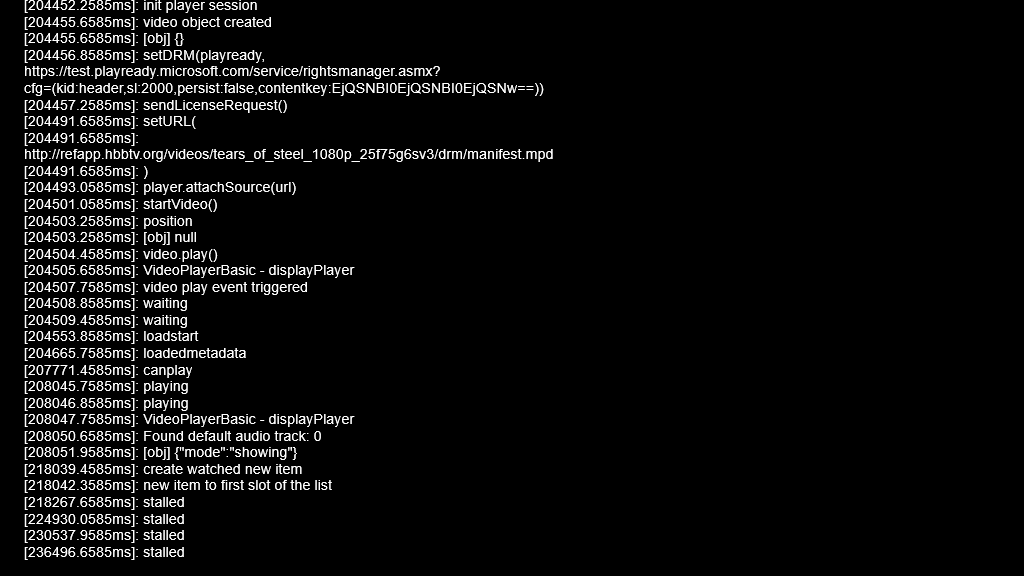 [204452.2585ms]: init player session
[204455.6585ms]: video object created
[204455.6585ms]: [obj] {}
[204456.8585ms]: setDRM(playready,
https://test.playready.microsoft.com/service/rightsmanager.asmx?
cfg=(kid:header,sl:2000,persist:false,contentkey:EjQSNBI0EjQSNBI0EjQSNw==))
[204457.2585ms]: sendLicenseRequest()
[204491.6585ms]: setURL(
[204491.6585ms]:
http://refapp.hbbtv.org/videos/tears_of_steel_1080p_25f75g6sv3/drm/manifest.mpd
[204491.6585ms]: )
[204493.0585ms]: player.attachSource(url)
[204501.0585ms]: startVideo()
[204503.2585ms]: position
[204503.2585ms]: [obj] null
[204504.4585ms]: video.play()
[204505.6585ms]: VideoPlayerBasic - displayPlayer
[204507.7585ms]: video play event triggered
[204508.8585ms]: waiting
[204509.4585ms]: waiting
[204553.8585ms]: loadstart
[204665.7585ms]: loadedmetadata
[207771.4585ms]: canplay
[208045.7585ms]: playing
[208046.8585ms]: playing
[208047.7585ms]: VideoPlayerBasic - displayPlayer
[208050.6585ms]: Found default audio track: 0
[208051.9585ms]: [obj] {"mode":"showing"}
[218039.4585ms]: create watched new item
[218042.3585ms]: new item to first slot of the list
[218267.6585ms]: stalled
[224930.0585ms]: stalled
[230537.9585ms]: stalled
[236496.6585ms]: stalled